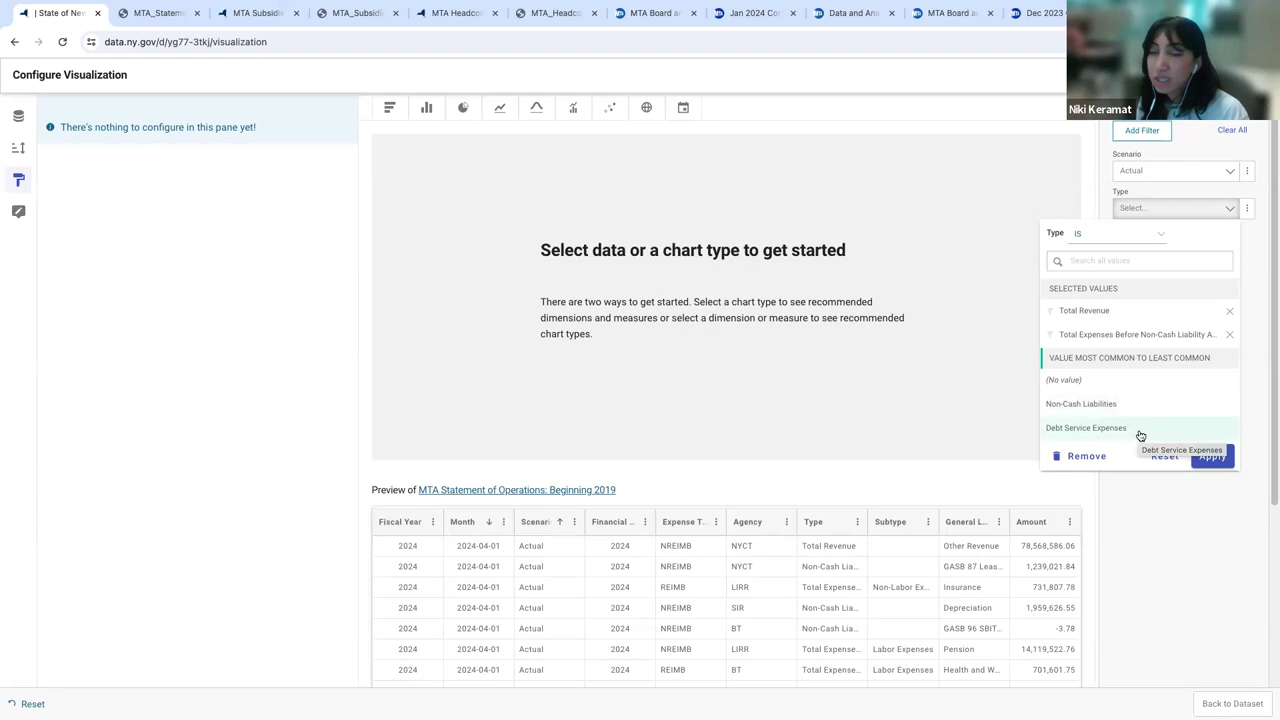 State of New
MTA_Stateme
MTA Subsidi
MTA_Subsidi
MTA Headco
MTA_Headco
MTA Board a
Jan 2024 Con
Data and Ana
MTA Board a
Dec 2023
data.ny.gov/d/yg77-3tkj/visualization
Niki Keramat
Configure Visualization
There's nothing to configure in this pane yet!
Add Filter
Clear All
Scenario
Actual
Type
Select...
Type
IS
Search all values
SELECTED VALUES
Total Revenue
Total Expenses Before Non-Cash Liability A...
VALUE MOST COMMON TO LEAST COMMON
(No value)
Non-Cash Liabilities
Debt Service Expenses
Debt Service Expenses
Remove
Reset
Apply
Select data or a chart type to get started
There are two ways to get started. Select a chart type to see recommended
dimensions and measures or select a dimension or measure to see recommended
chart types.
Preview of MTA Statement of Operations: Beginning 2019
Fiscal Year Month Scenari Financial ... Expense T... Agency Type Subtype General L... Amount
2024 2024-04-01 Actual 2024 NREIMB NYCT Total Revenue Other Revenue 78,568,586.06
2024 2024-04-01 Actual 2024 NREIMB NYCT Non-Cash Lia... GASB 87 Leas... 1,239,021.84
2024 2024-04-01 Actual 2024 REIMB LIRR Total Expense... Non-Labor Ex... Insurance 731,807.78
2024 2024-04-01 Actual 2024 NREIMB SIR Non-Cash Lia... Depreciation 1,959,626.55
2024 2024-04-01 Actual 2024 NREIMB BT Non-Cash Lia... GASB 96 SBIT... -3.78
2024 2024-04-01 Actual 2024 NREIMB LIRR Total Expense... Labor Expenses Pension 14,119,522.76
2024 2024-04-01 Actual 2024 REIMB BT Total Expense... Labor Expenses Health and W... 701,601.75
Reset
Back to Dataset